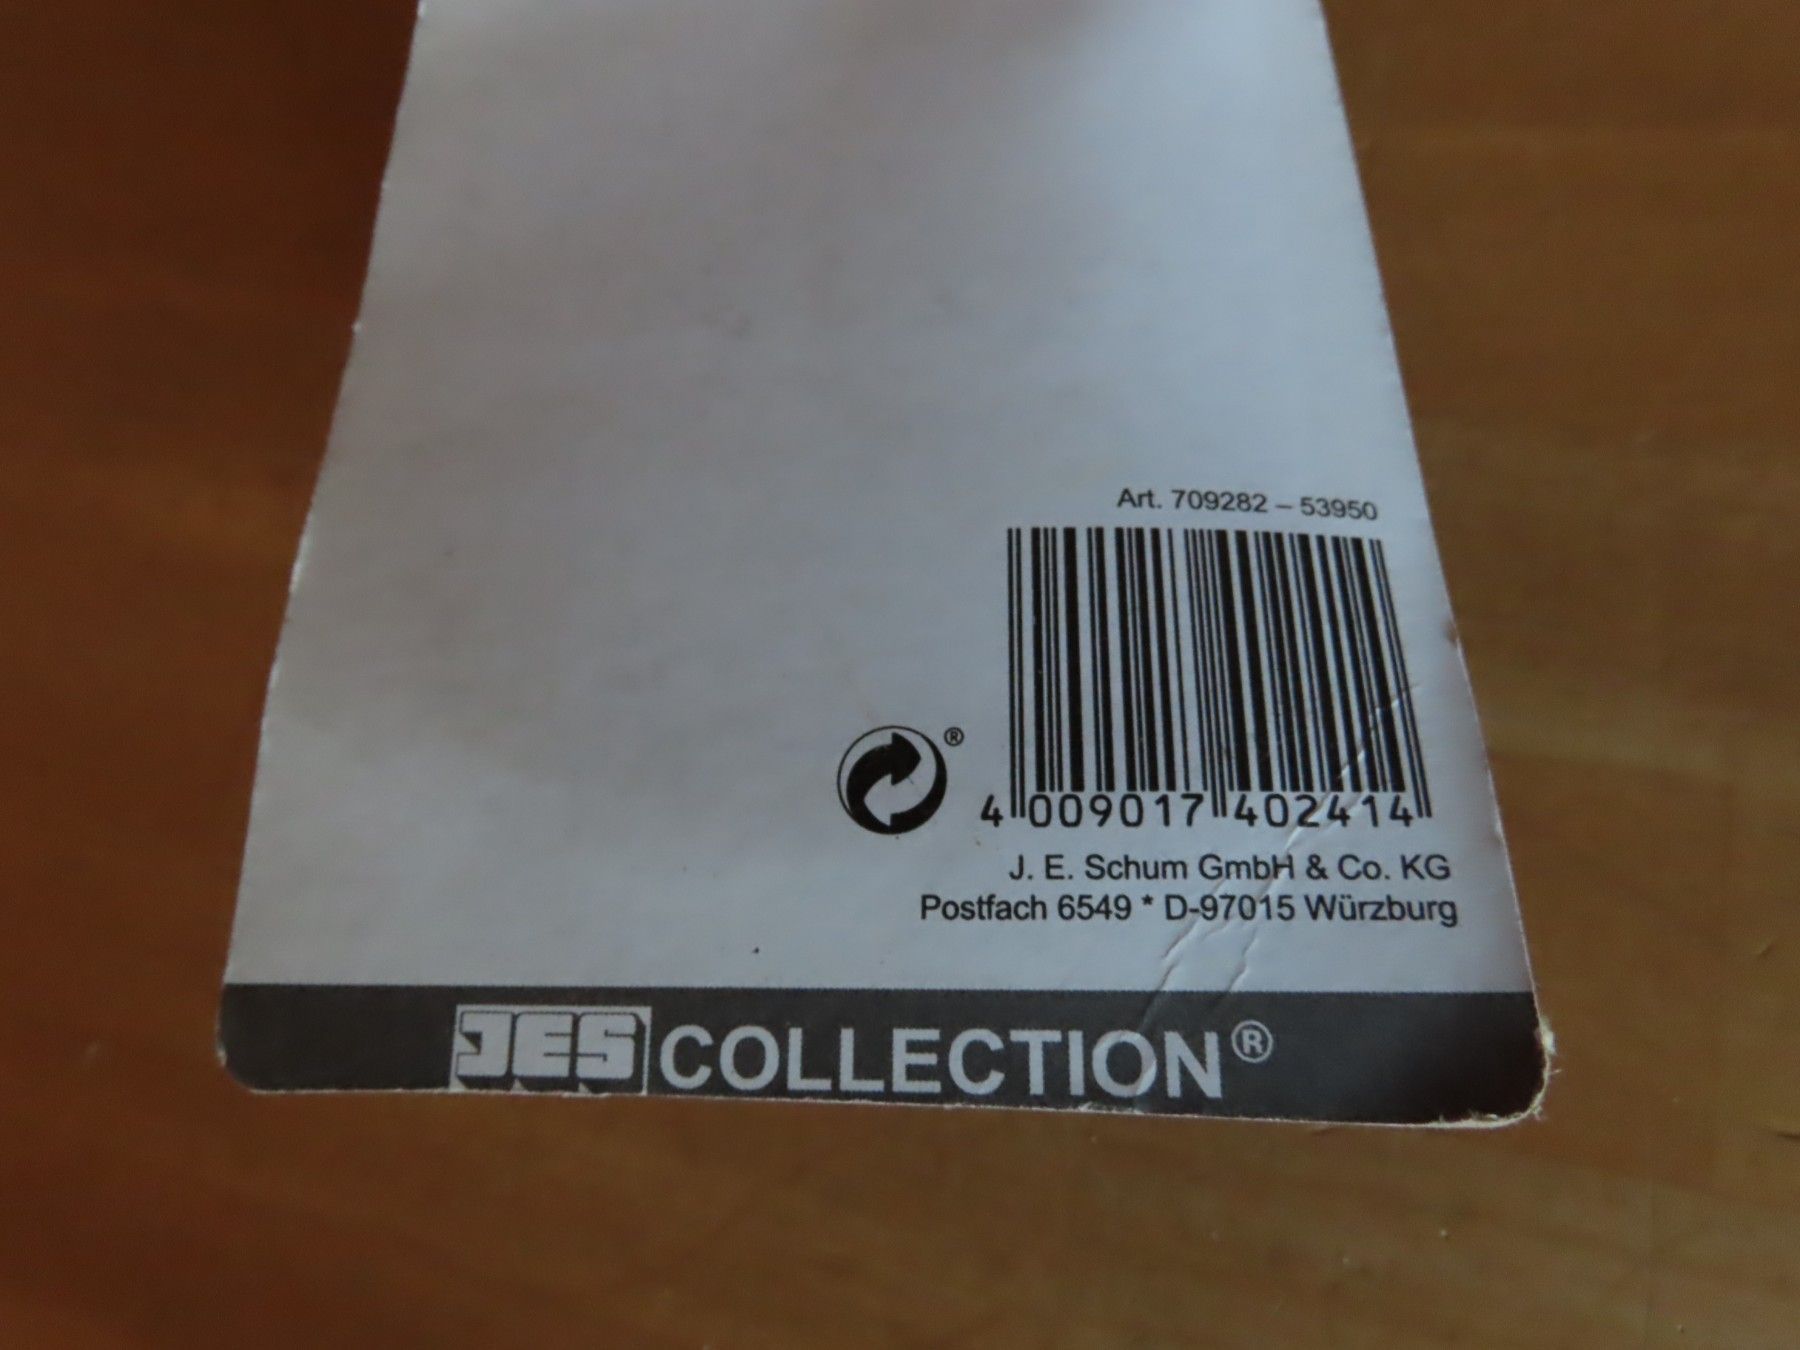 Art. 709282 – 53950
4 009017 402414
®
J. E. Schum GmbH & Co. KG
Postfach 6549 * D-97015 Würzburg
JES COLLECTION®